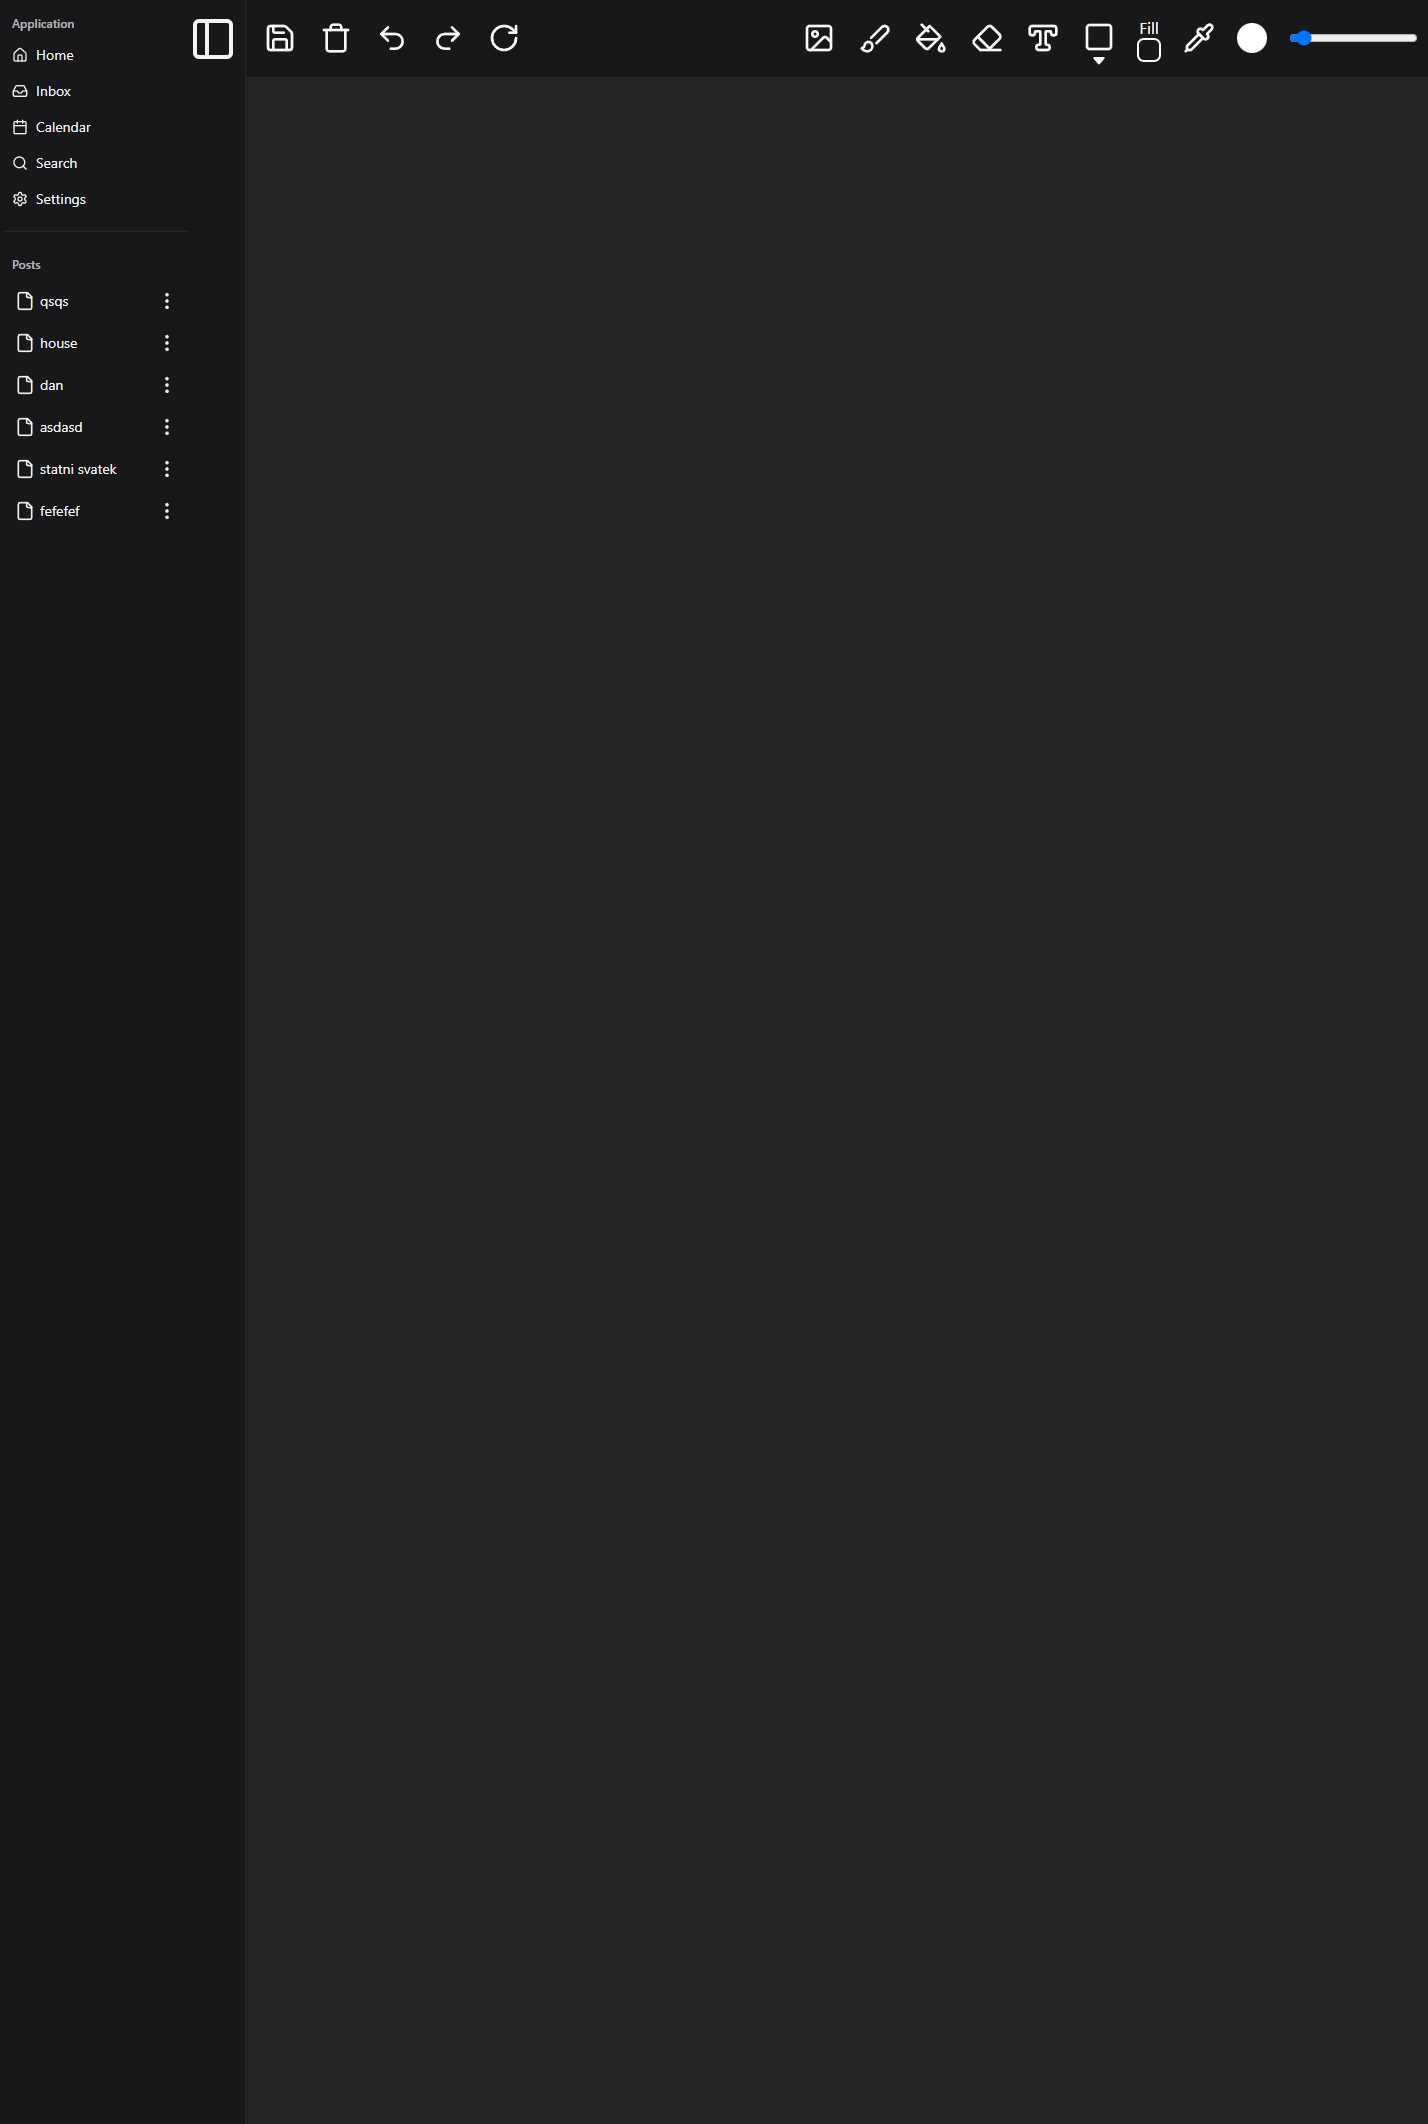 Application
Home
Inbox
Calendar
Search
Settings
Posts
qsqs
house
dan
asdasd
statni svatek
fefefef
Fill